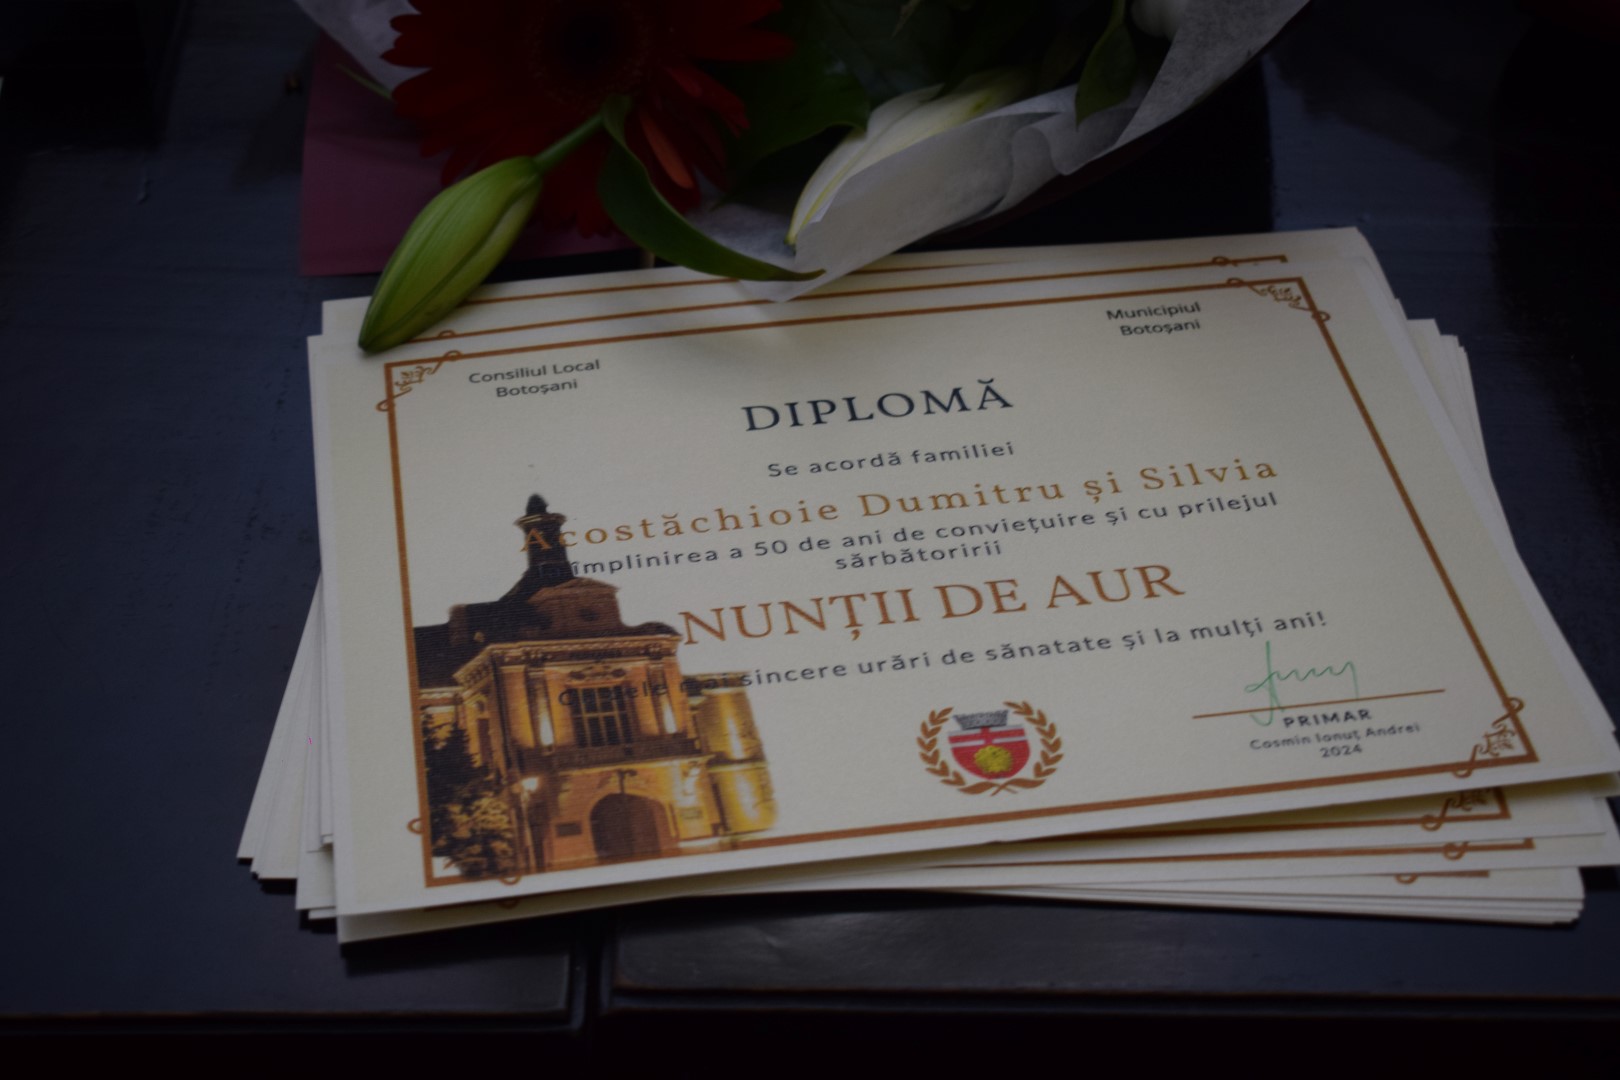 Consiliul Local
Botoșani
Municipiul
Botoșani
DIPLOMĂ
Se acordă familiei
Acostăchioie Dumitru și Silvia
împlinirea a 50 de ani de conviețuire și cu prilejul
sărbătoririi
NUNȚII DE AUR
mai sincere urări de sănatate și la mulți ani!
PRIMAR
Cosmin Ionuț Andrei
2024